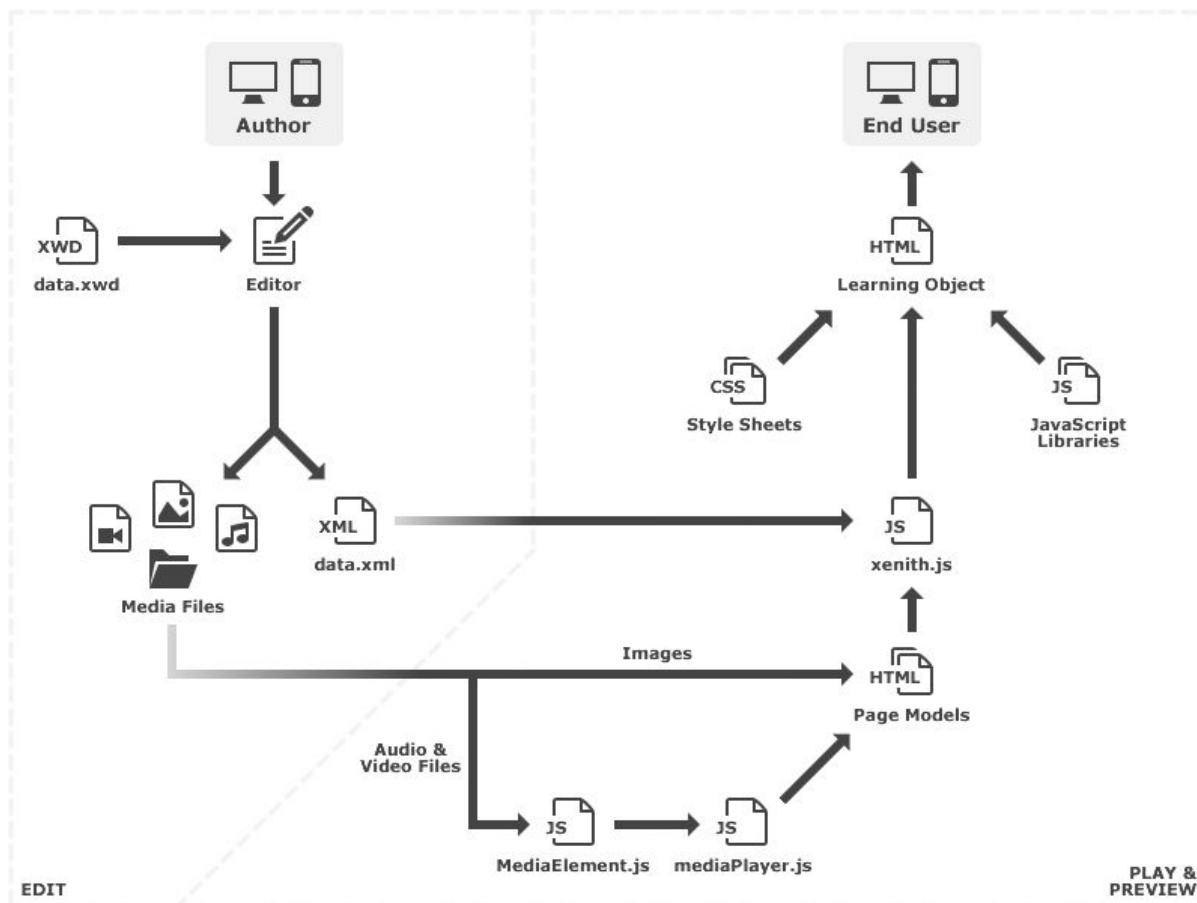 Author
End User
XWD
data.xwd
Editor
HTML
Learning Object
CSS
Style Sheets
JS
JavaScript
Libraries
Media Files
XML
data.xml
JS
xenith.js
Images
HTML
Page Models
Audio &
Video Files
JS
MediaElement.js
JS
mediaPlayer.js
EDIT
PLAY &
PREVIEW